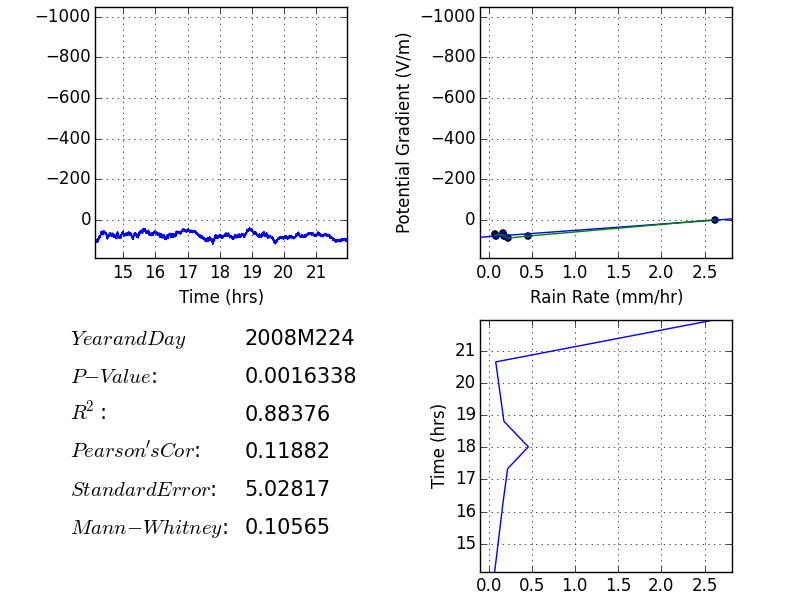 −1000
−800
−600
−400
−200
0
15 16 17 18 19 20 21
Time (hrs)
Potential Gradient (V/m)
−1000
−800
−600
−400
−200
0
0.0 0.5 1.0 1.5 2.0 2.5
Rain Rate (mm/hr)
YearandDay 2008M224
P−Value: 0.0016338
R²: 0.88376
Pearson'sCor: 0.11882
StandardError: 5.02817
Mann−Whitney: 0.10565
Time (hrs)
21
20
19
18
17
16
15
0.0 0.5 1.0 1.5 2.0 2.5